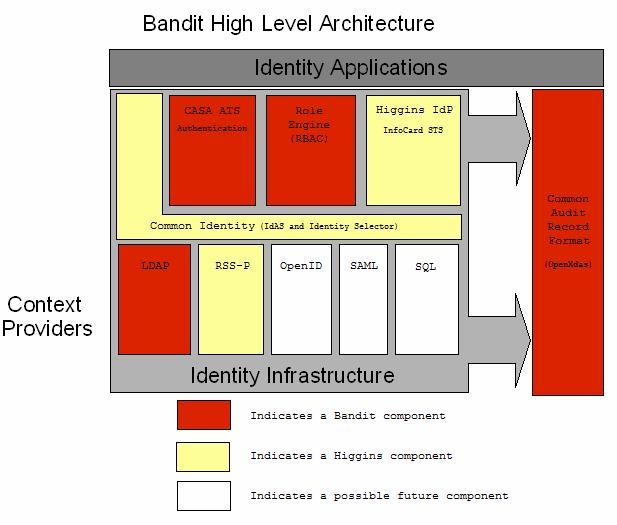 Bandit High Level Architecture
Identity Applications
CASA ATS
Authentication
Role
Engine
(RBAC)
Higgins IdP
InfoCard STS
Common Identity (IdAS and Identity Selector)
LDAP
RSS-P
OpenID
SAML
SQL
Common
Audit
Record
Format
(OpenXdas)
Context
Providers
Identity Infrastructure
Indicates a Bandit component
Indicates a Higgins component
Indicates a possible future component